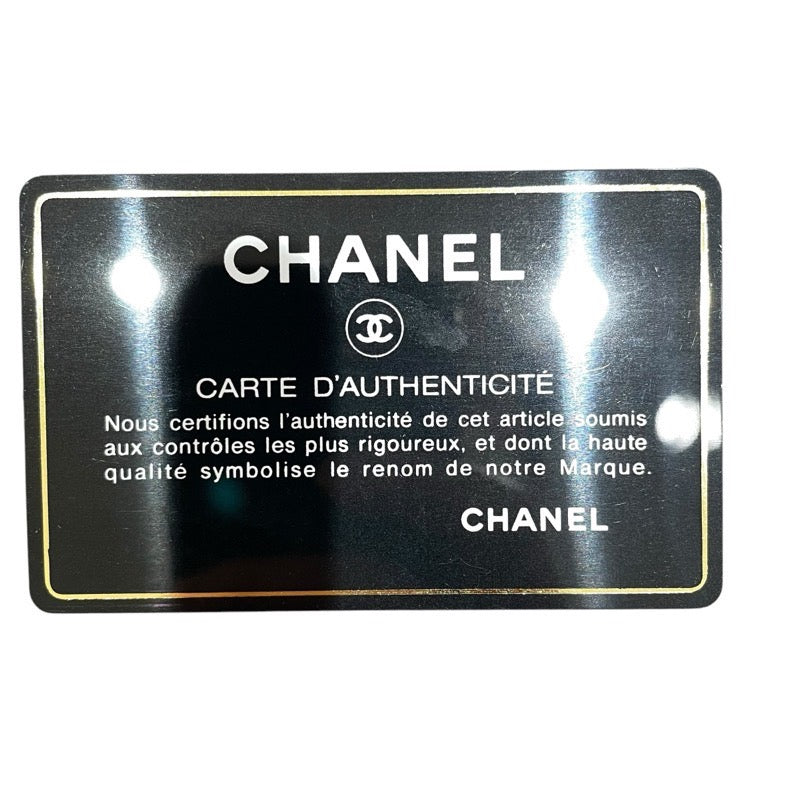 CHANEL
CARTE D'AUTHENTICITÉ
Nous certifions l'authenticité de cet article soumis
aux contrôles les plus rigoureux, et dont la haute
qualité symbolise le renom de notre Marque.
CHANEL